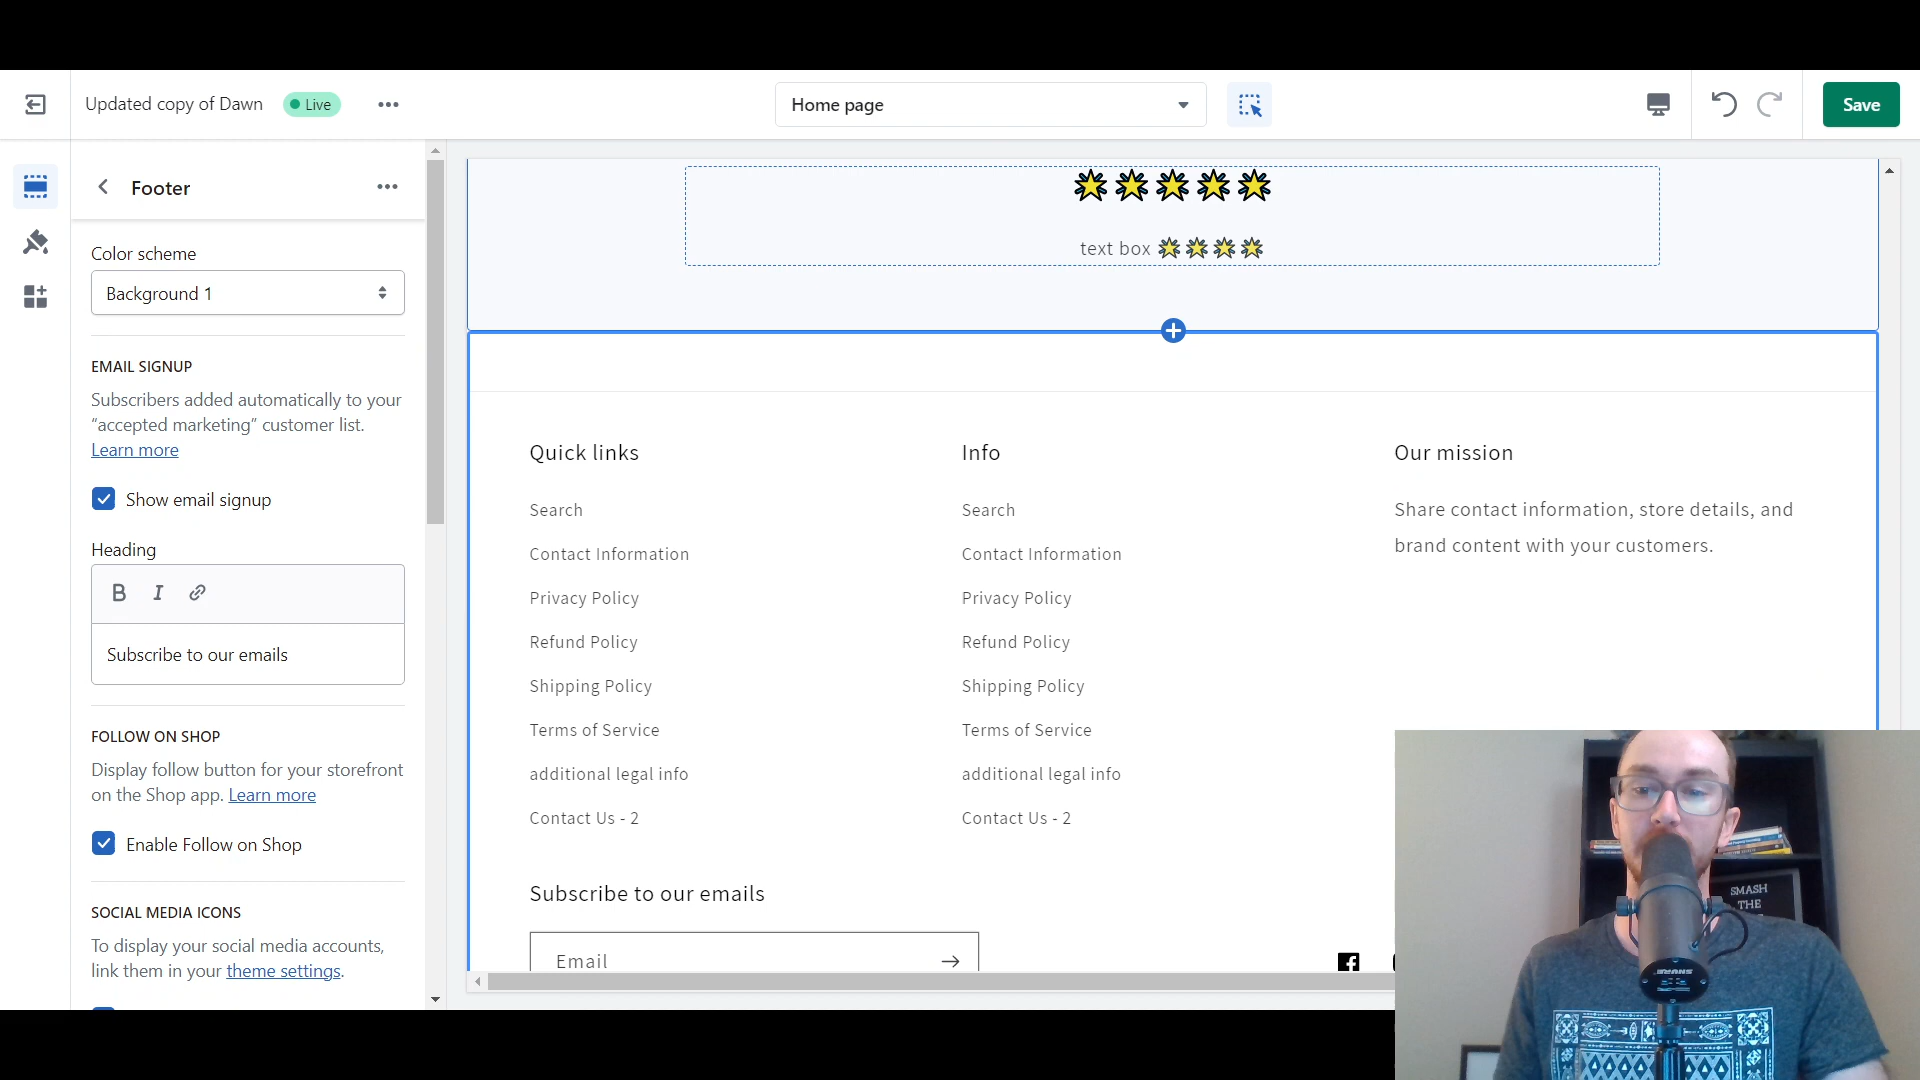 Updated copy of Dawn
Live
Home page
Save
Footer
Color scheme
Background 1
EMAIL SIGNUP
Subscribers added automatically to your
“accepted marketing” customer list.
Learn more
Show email signup
Heading
B I
Subscribe to our emails
FOLLOW ON SHOP
Display follow button for your storefront
on the Shop app. Learn more
Enable Follow on Shop
SOCIAL MEDIA ICONS
To display your social media accounts,
link them in your theme settings.
text box
Quick links
Search
Contact Information
Privacy Policy
Refund Policy
Shipping Policy
Terms of Service
additional legal info
Contact Us - 2
Info
Search
Contact Information
Privacy Policy
Refund Policy
Shipping Policy
Terms of Service
additional legal info
Contact Us - 2
Our mission
Share contact information, store details, and
brand content with your customers.
Subscribe to our emails
Email
SMASH
THE